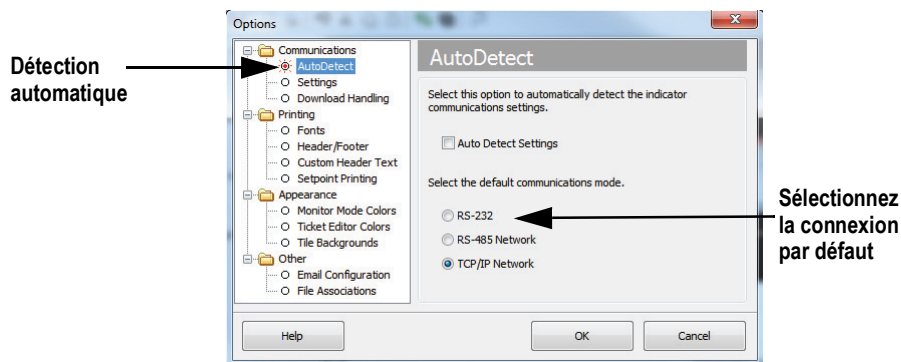 Options
Détection
automatique
Communications
AutoDetect
Settings
Download Handling
Printing
Fonts
Header/Footer
Custom Header Text
Setpoint Printing
Appearance
Monitor Mode Colors
Ticket Editor Colors
Tile Backgrounds
Other
Email Configuration
File Associations
AutoDetect
Select this option to automatically detect the indicator
communications settings.
Auto Detect Settings
Select the default communications mode.
RS-232
RS-485 Network
TCP/IP Network
Sélectionnez
la connexion
par défaut
Help
OK
Cancel